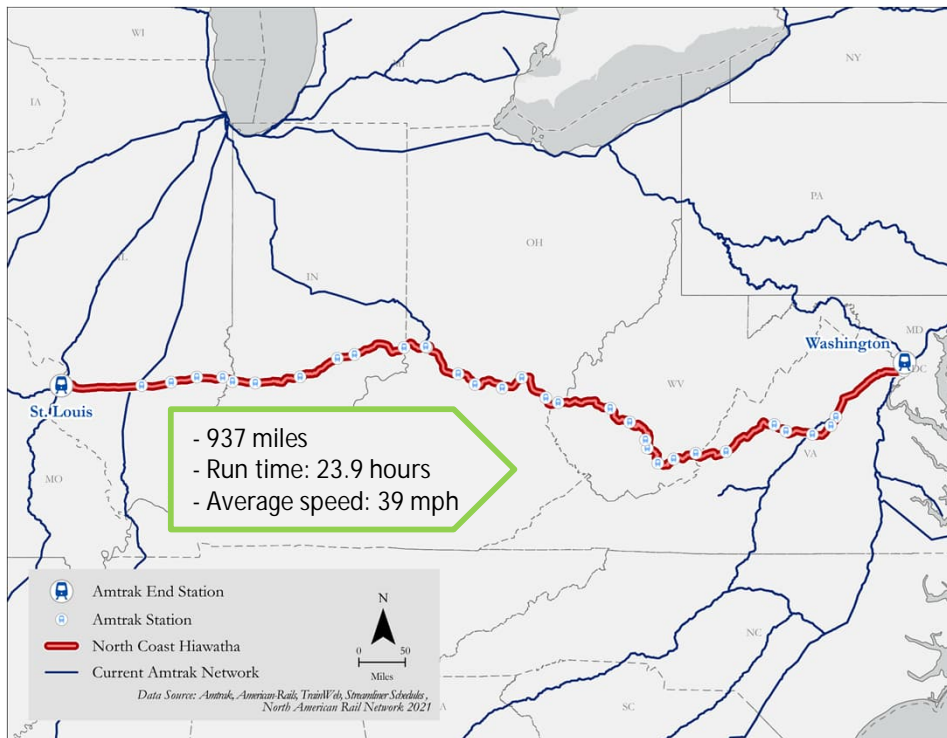 WI
MI
NY
IA
PA
OH
IL
IN
MD
Washington
DC
WV
St. Louis
- 937 miles
- Run time: 23.9 hours
- Average speed: 39 mph
VA
MO
Amtrak End Station
Amtrak Station
North Coast Hiawatha
Current Amtrak Network
N
0 50
Miles
Data Source: Amtrak, American-Rails, TrainWeb, Streamliner Schedules,
North American Rail Network 2021
NC
SC